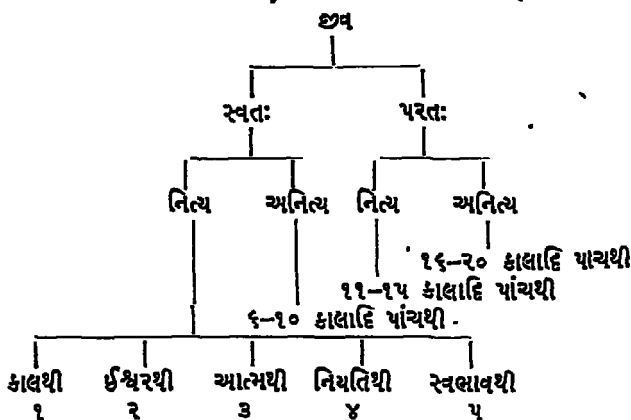 જીવ
સ્વતઃ પરતઃ
નિત્ય અનિત્ય નિત્ય અનિત્ય
૧૬–૨૦ કાલાદિ પાચથી
૧૧–૧૫ કાલાદિ પાંચથી
૬–૧૦ કાલાદિ પાંચથી
કાલથી ઈશ્વરથી આત્મથી નિયતિથી સ્વભાવથી
૧ ૨ ૩ ૪ ૫